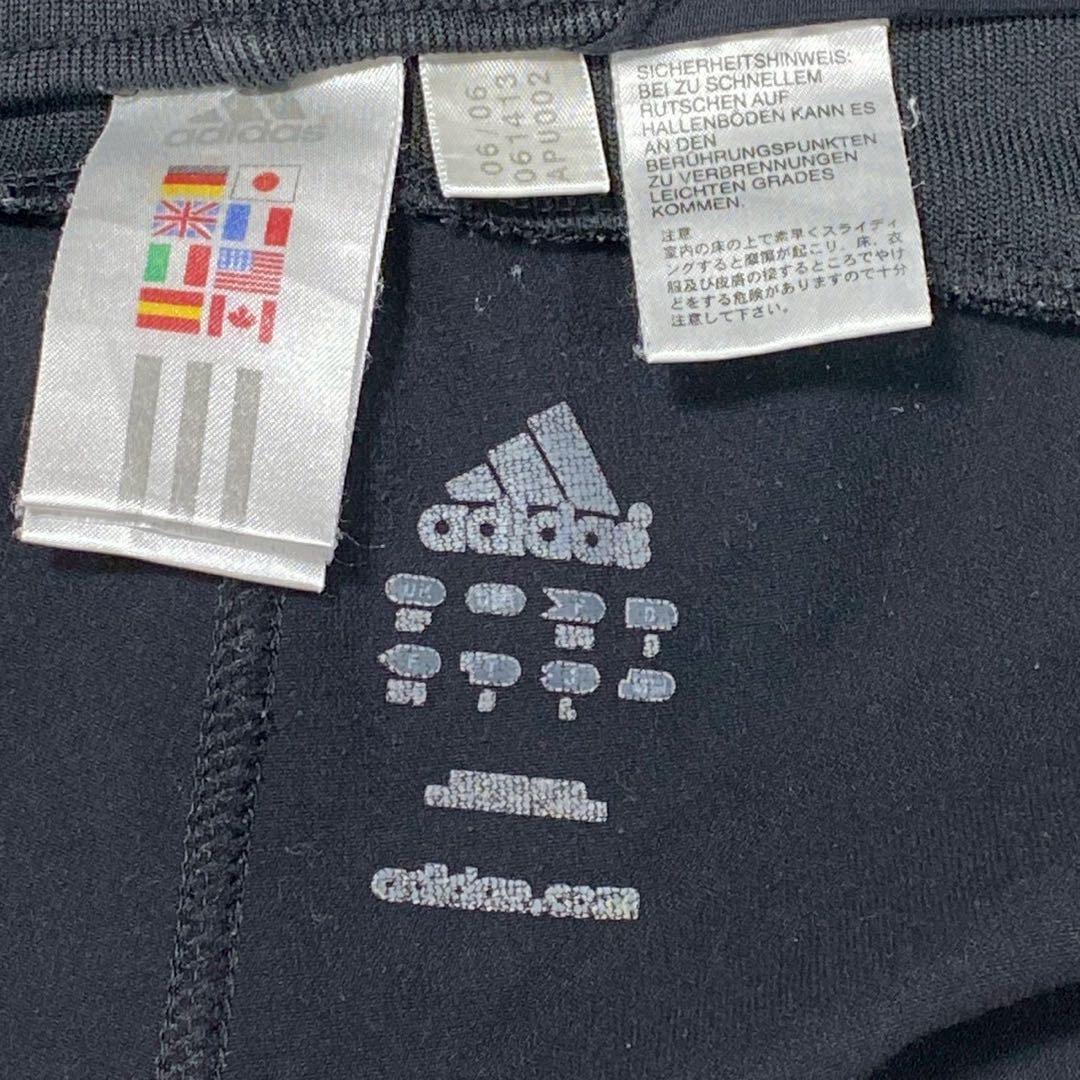 adidas
06/06
061413
APU002
SICHERHEITSHINWEIS:
BEI ZU SCHNELLEM
RUTSCHEN AUF
HALLENBÖDEN KANN ES
AN DEN
BERÜHRUNGSPUNKTEN
ZU VERBRENNUNGEN
LEICHTEN GRADES
KOMMEN.
注意
室内の床の上で素早くスライディ
ングすると摩擦が起こり、床、衣
服及び皮膚の接するところでやけ
どをする危険がありますので十分
注意して下さい。
adidas
UK
F
D
E
adidas.com